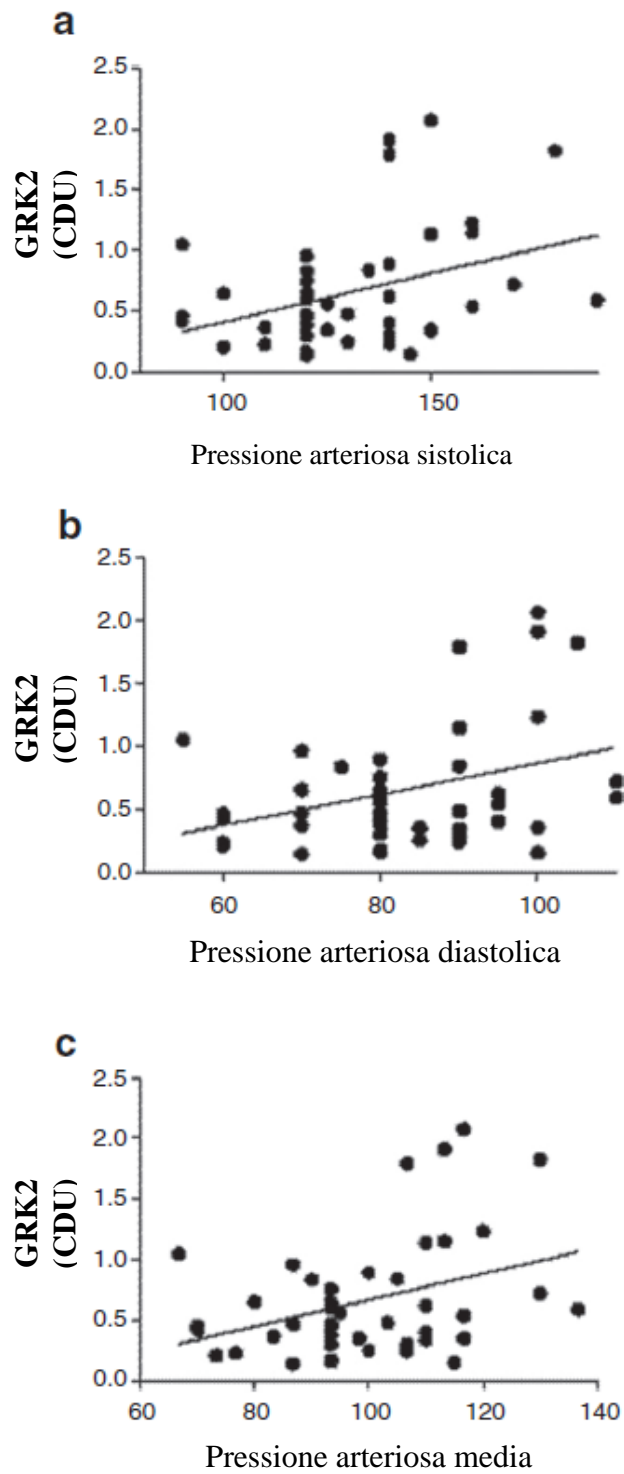 a
2.5
2.0
1.5
1.0
0.5
0.0
GRK2
(CDU)
100 150
Pressione arteriosa sistolica
b
2.5
2.0
1.5
1.0
0.5
0.0
GRK2
(CDU)
60 80 100
Pressione arteriosa diastolica
c
2.5
2.0
1.5
1.0
0.5
0.0
GRK2
(CDU)
60 80 100 120 140
Pressione arteriosa media